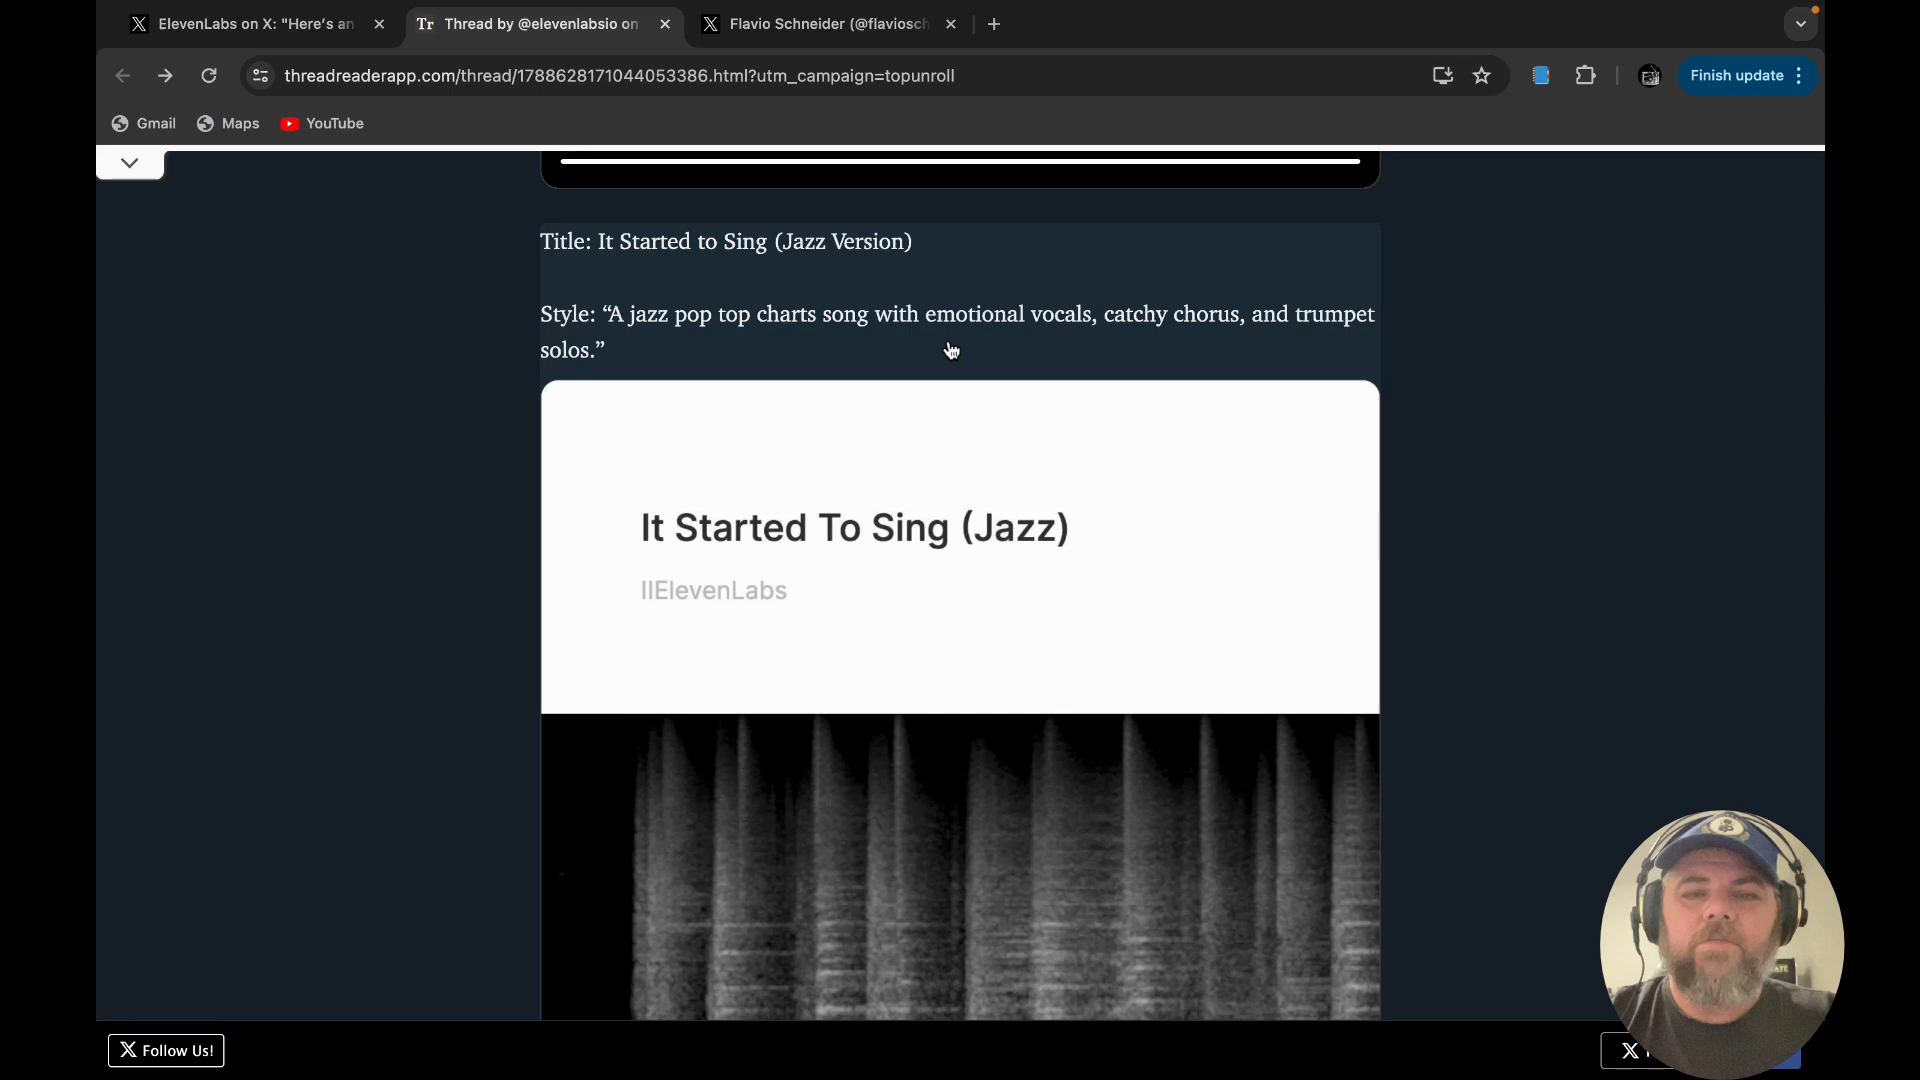 ElevenLabs on X: "Here's an
Tr Thread by @elevenlabsio on
Flavio Schneider (@flaviosch
threadreaderapp.com/thread/1788628171044053386.html?utm_campaign=topunroll
Finish update
Gmail
Maps
YouTube
Title: It Started to Sing (Jazz Version)
Style: “A jazz pop top charts song with emotional vocals, catchy chorus, and trumpet
solos.”
It Started To Sing (Jazz)
IIElevenLabs
Follow Us!